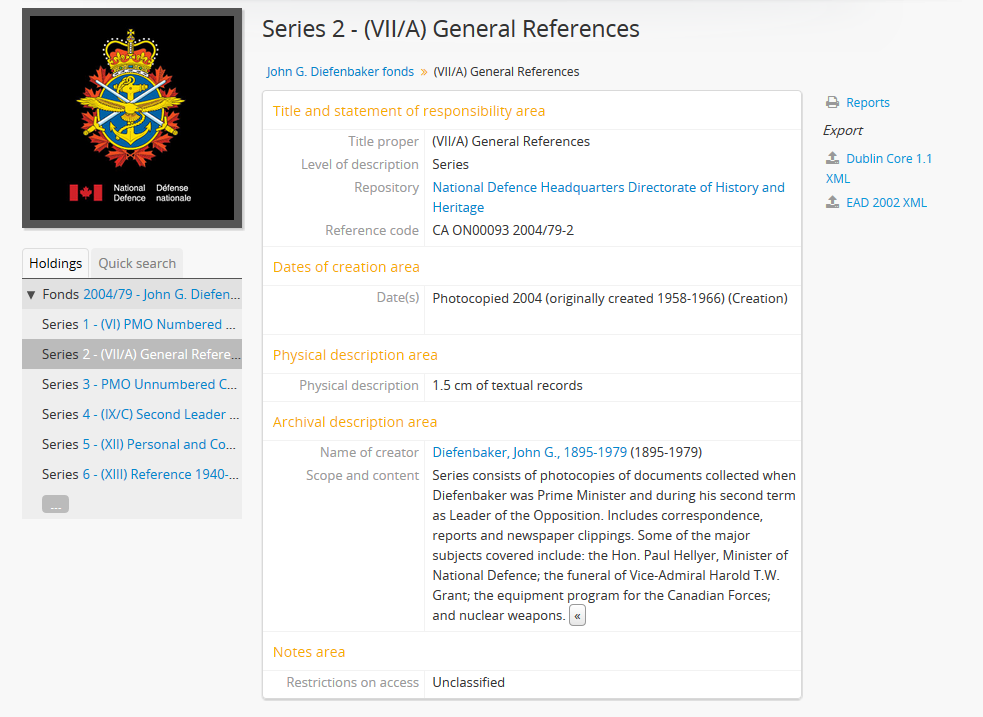 Series 2 - (VII/A) General References
John G. Diefenbaker fonds » (VII/A) General References
National Defence
Défense nationale
Holdings
Quick search
▼ Fonds 2004/79 - John G. Diefen...
Series 1 - (VI) PMO Numbered ...
Series 2 - (VII/A) General Refere...
Series 3 - PMO Unnumbered C...
Series 4 - (IX/C) Second Leader ...
Series 5 - (XII) Personal and Co...
Series 6 - (XIII) Reference 1940-...
...
Title and statement of responsibility area
Title proper (VII/A) General References
Level of description Series
Repository National Defence Headquarters Directorate of History and
Heritage
Reference code CA ON00093 2004/79-2
Dates of creation area
Date(s) Photocopied 2004 (originally created 1958-1966) (Creation)
Physical description area
Physical description 1.5 cm of textual records
Archival description area
Name of creator Diefenbaker, John G., 1895-1979 (1895-1979)
Scope and content Series consists of photocopies of documents collected when
Diefenbaker was Prime Minister and during his second term
as Leader of the Opposition. Includes correspondence,
reports and newspaper clippings. Some of the major
subjects covered include: the Hon. Paul Hellyer, Minister of
National Defence; the funeral of Vice-Admiral Harold T.W.
Grant; the equipment program for the Canadian Forces;
and nuclear weapons. «
Notes area
Restrictions on access Unclassified
Reports
Export
Dublin Core 1.1
XML
EAD 2002 XML